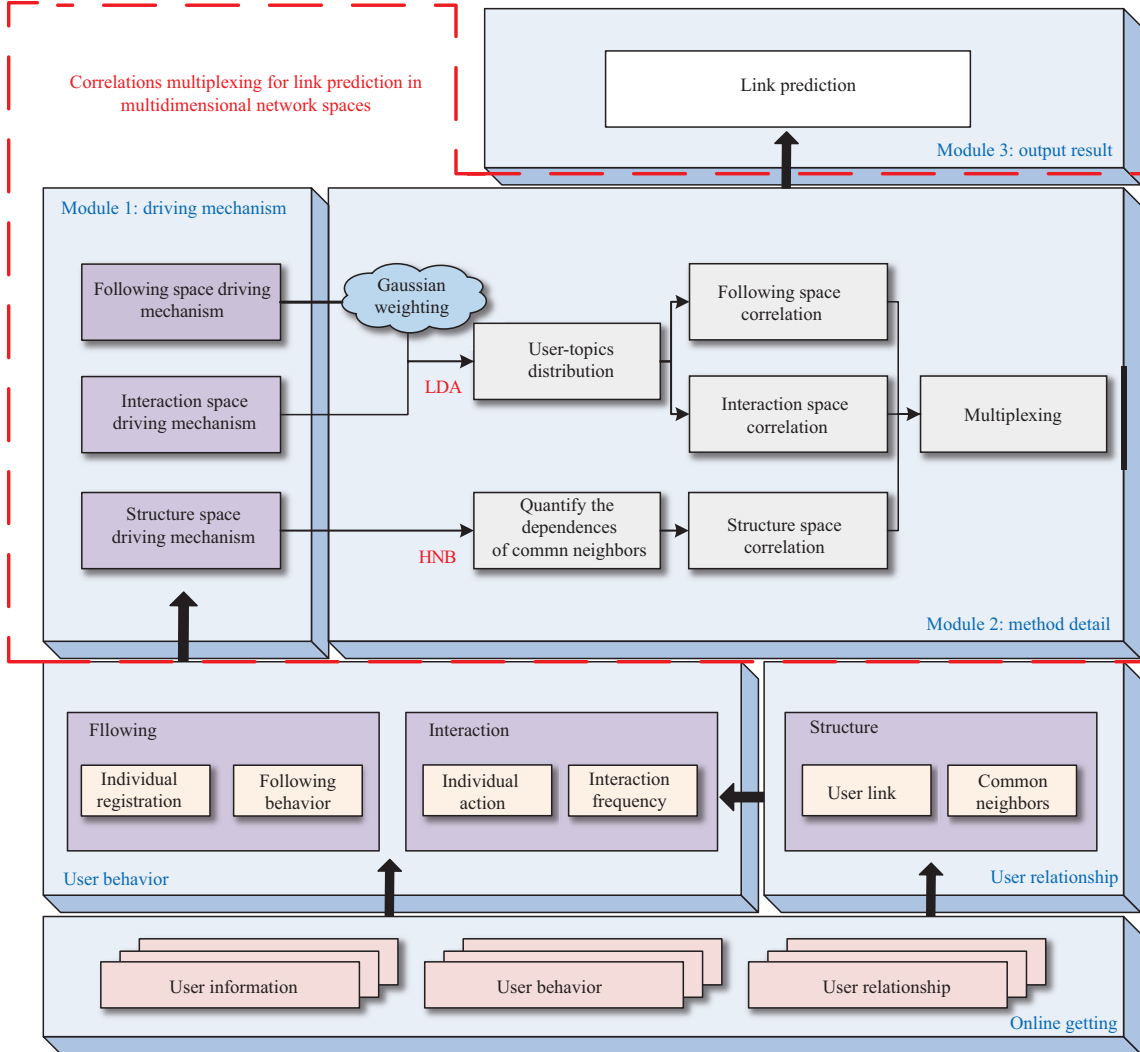 Correlations multiplexing for link prediction in
multidimensional network spaces
Link prediction
Module 3: output result
Module 1: driving mechanism
Following space driving
mechanism
Interaction space
driving mechanism
Structure space
driving mechanism
Gaussian
weighting
LDA
HNB
User-topics
distribution
Quantify the
dependences
of commn neighbors
Following space
correlation
Interaction space
correlation
Structure space
correlation
Multiplexing
Module 2: method detail
Fllowing
Individual
registration
Following
behavior
Interaction
Individual
action
Interaction
frequency
User behavior
Structure
User link
Common
neighbors
User relationship
User information
User behavior
User relationship
Online getting